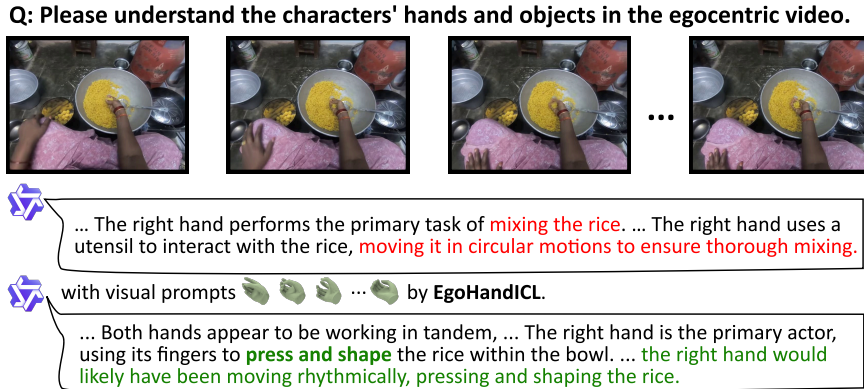 Q: Please understand the characters' hands and objects in the egocentric video.
...
... The right hand performs the primary task of mixing the rice. ... The right hand uses a
utensil to interact with the rice, moving it in circular motions to ensure thorough mixing.
with visual prompts ... by EgoHandICL.
... Both hands appear to be working in tandem, ... The right hand is the primary actor,
using its fingers to press and shape the rice within the bowl. ... the right hand would
likely have been moving rhythmically, pressing and shaping the rice.